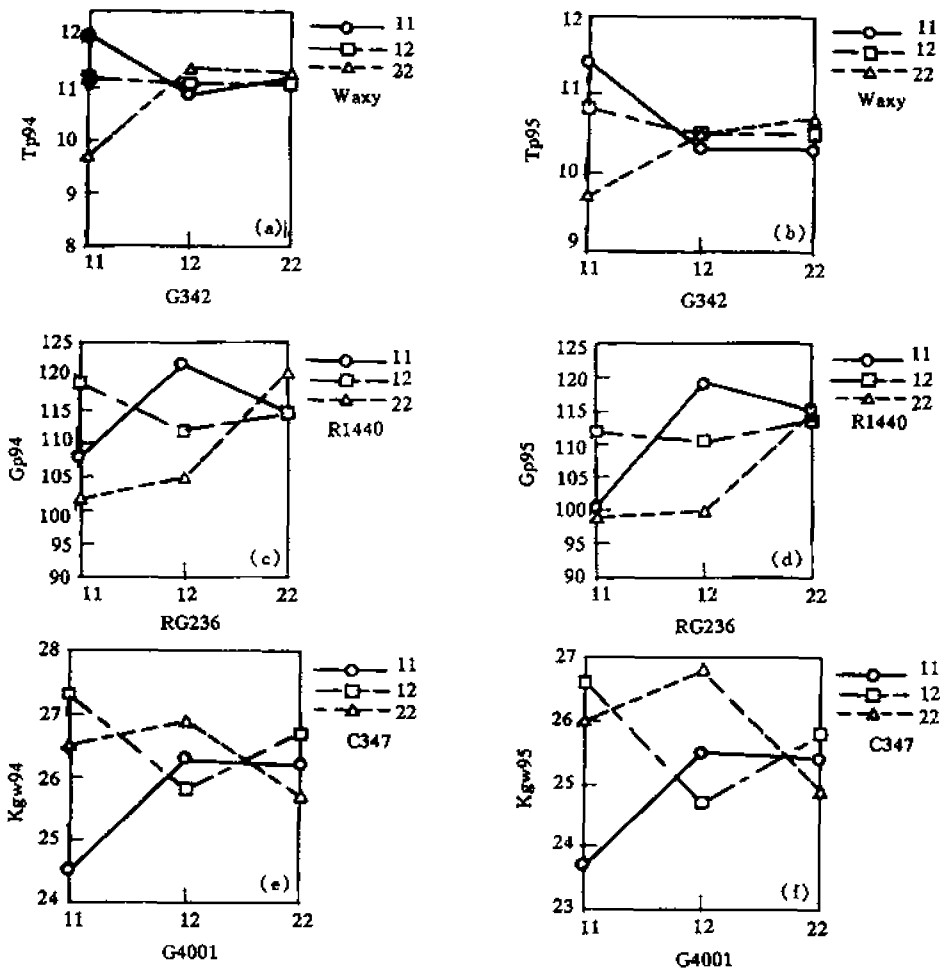 12
11
10
9
8
Tp94
11
12
22
Waxy
(a)
11
12
22
G342
12
11
10
9
Tp95
11
12
22
Waxy
(b)
11
12
22
G342
125
120
115
110
105
100
95
90
Gp94
11
12
22
R1440
(c)
11
12
22
RG236
125
120
115
110
105
100
95
90
Gp95
11
12
22
R1440
(d)
11
12
22
RG236
28
27
26
25
24
Kgw94
11
12
22
C347
(e)
11
12
22
G4001
27
26
25
24
23
Kgw95
11
12
22
C347
(f)
11
12
22
G4001